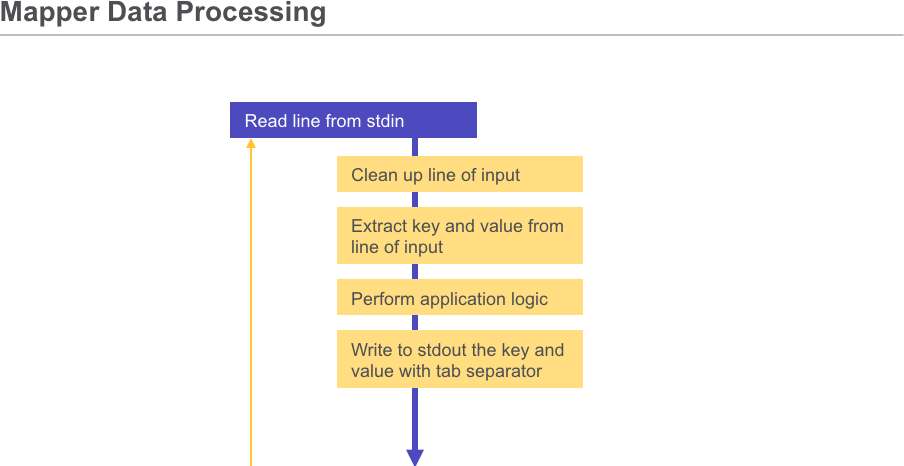 Mapper Data Processing
Read line from stdin
Clean up line of input
Extract key and value from
line of input
Perform application logic
Write to stdout the key and
value with tab separator